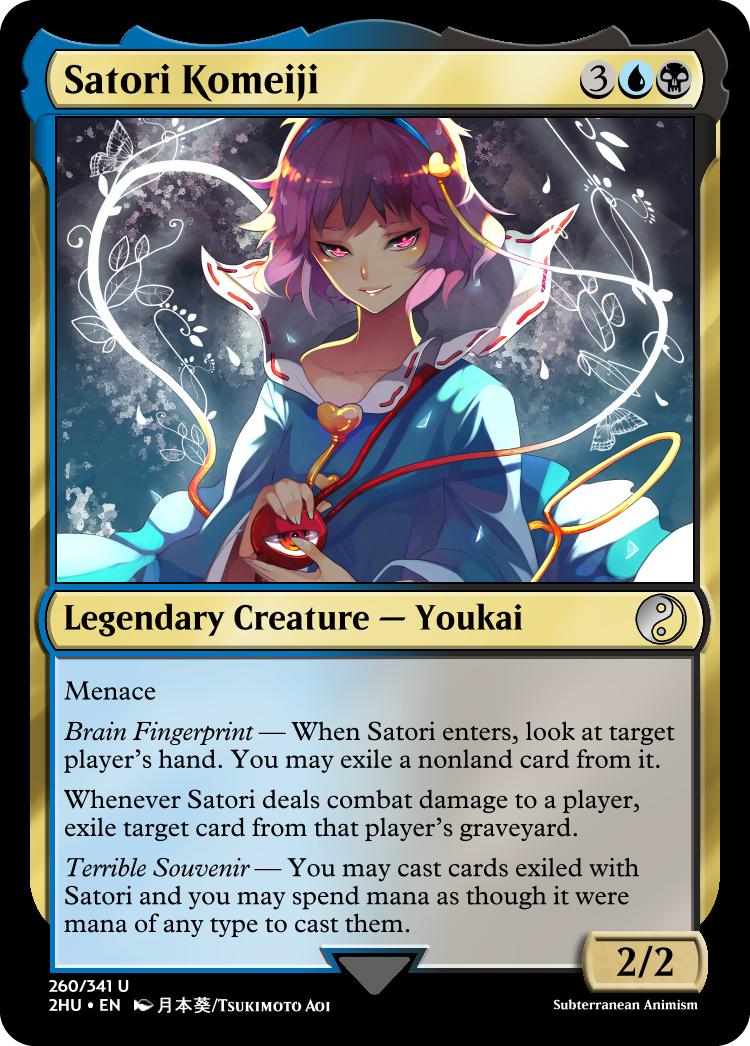 Satori Komeiji
3
Legendary Creature — Youkai
Menace
Brain Fingerprint — When Satori enters, look at target
player's hand. You may exile a nonland card from it.
Whenever Satori deals combat damage to a player,
exile target card from that player's graveyard.
Terrible Souvenir — You may cast cards exiled with
Satori and you may spend mana as though it were
mana of any type to cast them.
2/2
260/341 U
2HU • EN 月本葵/Tsukimoto Aoi
Subterranean Animism